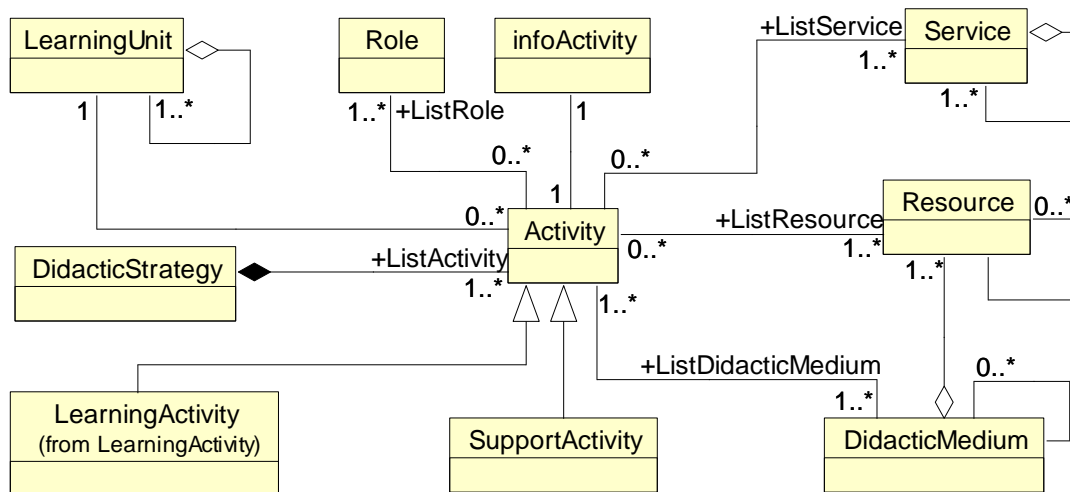 LearningUnit
Role
infoActivity
+ListService
Service
1
1..*
1..*
+ListRole
1
1..*
1..*
0..*
0..*
1
0..*
Activity
+ListResource
Resource
0..*
0..*
1..*
1..*
DidacticStrategy
+ListActivity
1..*
1..*
+ListDidacticMedium
0..*
1..*
LearningActivity
(from LearningActivity)
SupportActivity
DidacticMedium